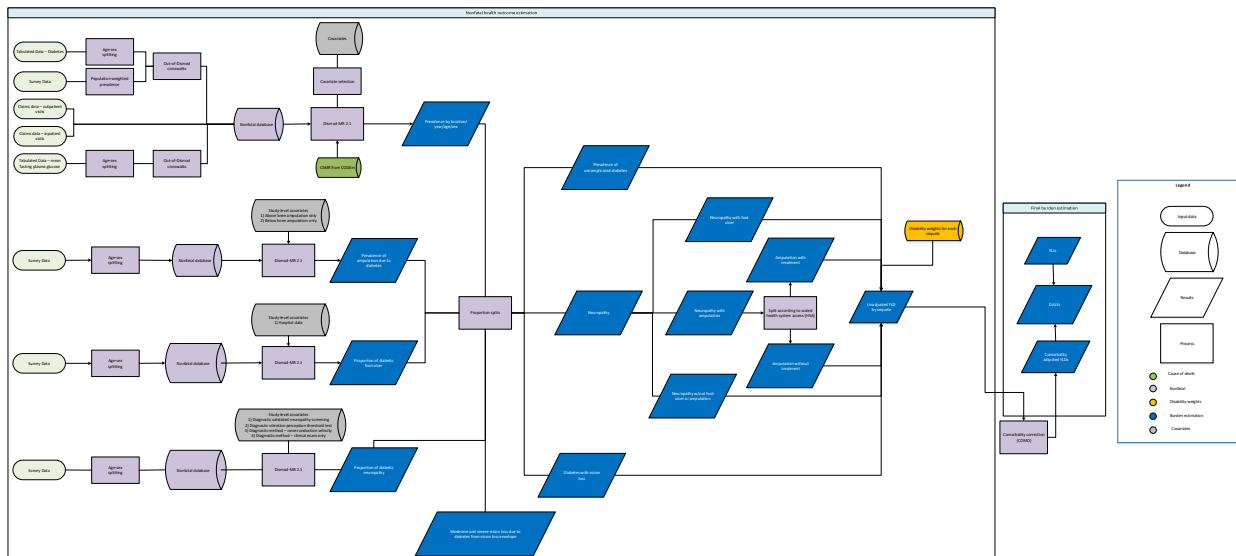 Nonfatal health outcome estimation
Covariates
Tabulated Data – Diabetes
Age-sex
splitting
Out-of-Dismod
crosswalks
Covariate selection
Survey Data
Population-weighted
prevalence
Claims data – outpatient
visits
Claims data – inpatient
visits
Nonfatal database
Dismod-MR 2.1
Prevalence by location/
year/age/sex
Tabulated Data – mean
fasting plasma glucose
Age-sex
splitting
Out-of-Dismod
crosswalks
Prevalence of
uncomplicated diabetes
Study-level covariates
1) Above knee amputation only
2) Below knee amputation only
Survey Data
Age-sex
splitting
Nonfatal database
Dismod-MR 2.1
Prevalence of
amputation due to
diabetes
Neuropathy with foot
ulcer
Disability weights for each
sequela
Amputation with
treatment
Proportion splits
Neuropathy
Neuropathy with
amputation
Split according to scaled
health system access (HSA)
Unadjusted YLD
by sequela
Study-level covariates
1) Hospital data
Survey Data
Age-sex
splitting
Nonfatal database
Dismod-MR 2.1
Proportion of diabetic
foot ulcer
Amputation without
treatment
Neuropathy w/out foot
ulcer or amputation
Study-level covariates
1) Diagnostic validated neuropathy screening
2) Diagnostic vibration perception threshold test
3) Diagnostic method – nerve conduction velocity
4) Diagnostic method – clinical exam only
Survey Data
Age-sex
splitting
Nonfatal database
Dismod-MR 2.1
Proportion of diabetic
neuropathy
Diabetes with vision
loss
Moderate and severe vision loss due to
diabetes from vision loss envelope
Final burden estimation
YLLs
DALYs
Comorbidity
adjusted YLDs
Comorbidity correction
(COMO)
Legend
Input data
Database
Results
Process
Cause of death
Nonfatal
Disability weights
Burden estimation
Covariates